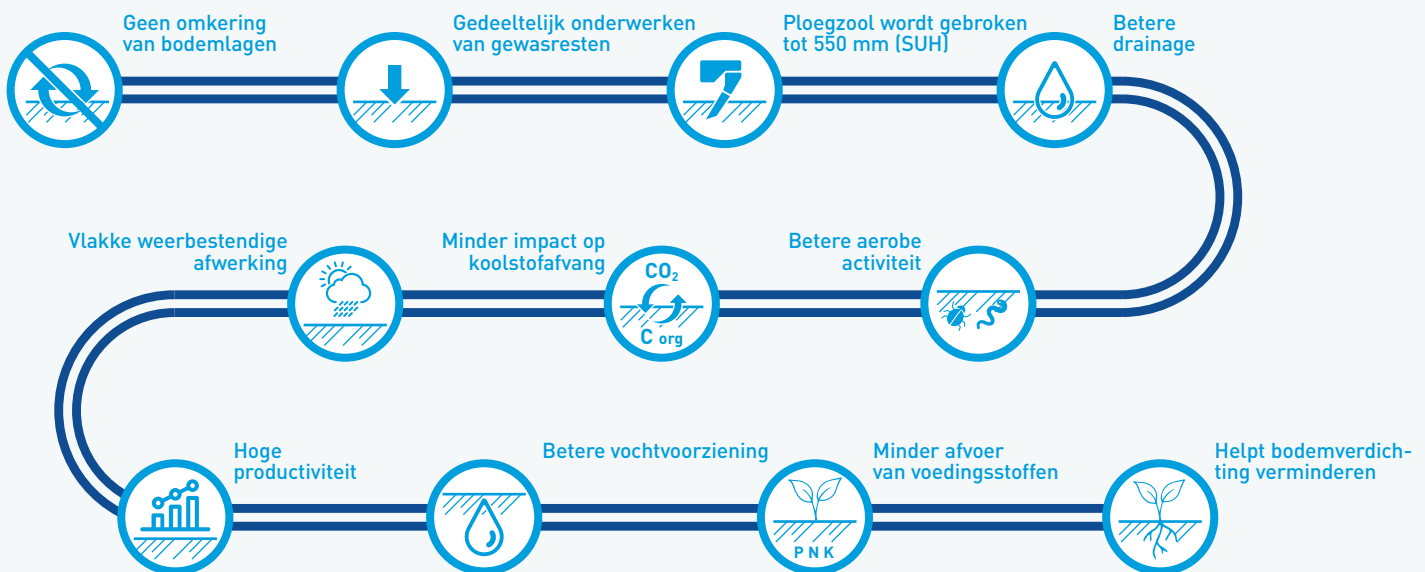 Geen omkering
van bodemlagen
Gedeeltelijk onderwerken
van gewasresten
Ploegzool wordt gebroken
tot 550 mm (SUH)
Betere
drainage
Vlakke weerbestendige
afwerking
Minder impact op
koolstofafvang
CO₂
C org
Betere aerobe
activiteit
Hoge
productiviteit
Betere vochtvoorziening
Minder afvoer
van voedingsstoffen
P N K
Helpt bodemverdich-
ting verminderen